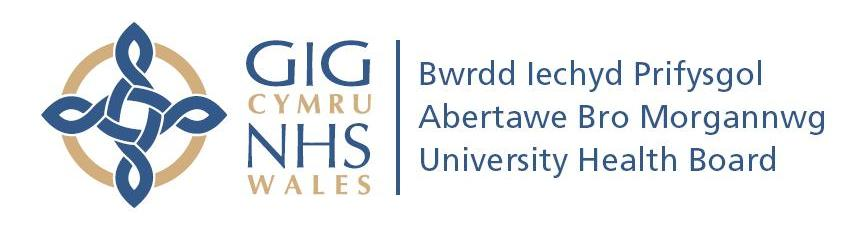 GIG
CYMRU
NHS
WALES
Bwrdd Iechyd Prifysgol
Abertawe Bro Morgannwg
University Health Board